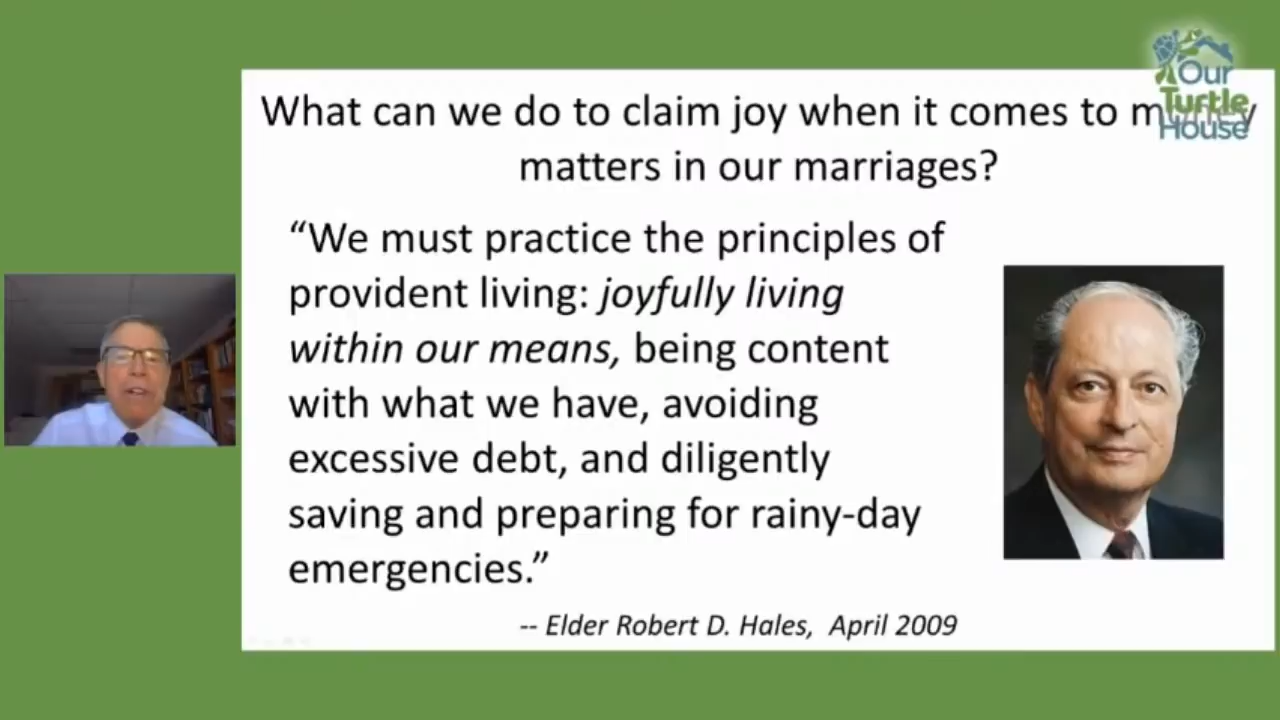 Our
Turtle
House
What can we do to claim joy when it comes to
matters in our marriages?
“We must practice the principles of
provident living: joyfully living
within our means, being content
with what we have, avoiding
excessive debt, and diligently
saving and preparing for rainy-day
emergencies.”
-- Elder Robert D. Hales, April 2009